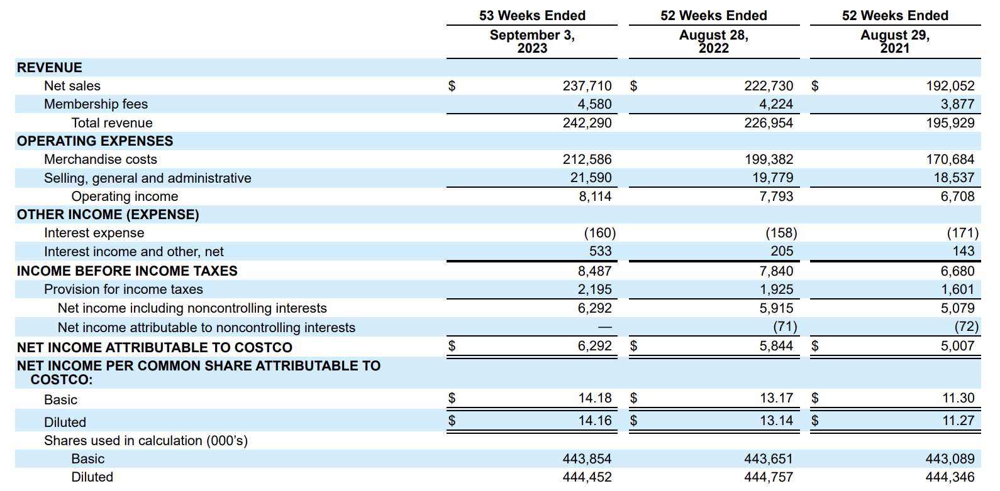 53 Weeks Ended 52 Weeks Ended 52 Weeks Ended
September 3, August 28, August 29,
2023 2022 2021
REVENUE
Net sales $ 237,710 $ 222,730 $ 192,052
Membership fees 4,580 4,224 3,877
Total revenue 242,290 226,954 195,929
OPERATING EXPENSES
Merchandise costs 212,586 199,382 170,684
Selling, general and administrative 21,590 19,779 18,537
Operating income 8,114 7,793 6,708
OTHER INCOME (EXPENSE)
Interest expense (160) (158) (171)
Interest income and other, net 533 205 143
INCOME BEFORE INCOME TAXES 8,487 7,840 6,680
Provision for income taxes 2,195 1,925 1,601
Net income including noncontrolling interests 6,292 5,915 5,079
Net income attributable to noncontrolling interests — (71) (72)
NET INCOME ATTRIBUTABLE TO COSTCO $ 6,292 $ 5,844 $ 5,007
NET INCOME PER COMMON SHARE ATTRIBUTABLE TO
COSTCO:
Basic $ 14.18 $ 13.17 $ 11.30
Diluted $ 14.16 $ 13.14 $ 11.27
Shares used in calculation (000’s)
Basic 443,854 443,651 443,089
Diluted 444,452 444,757 444,346